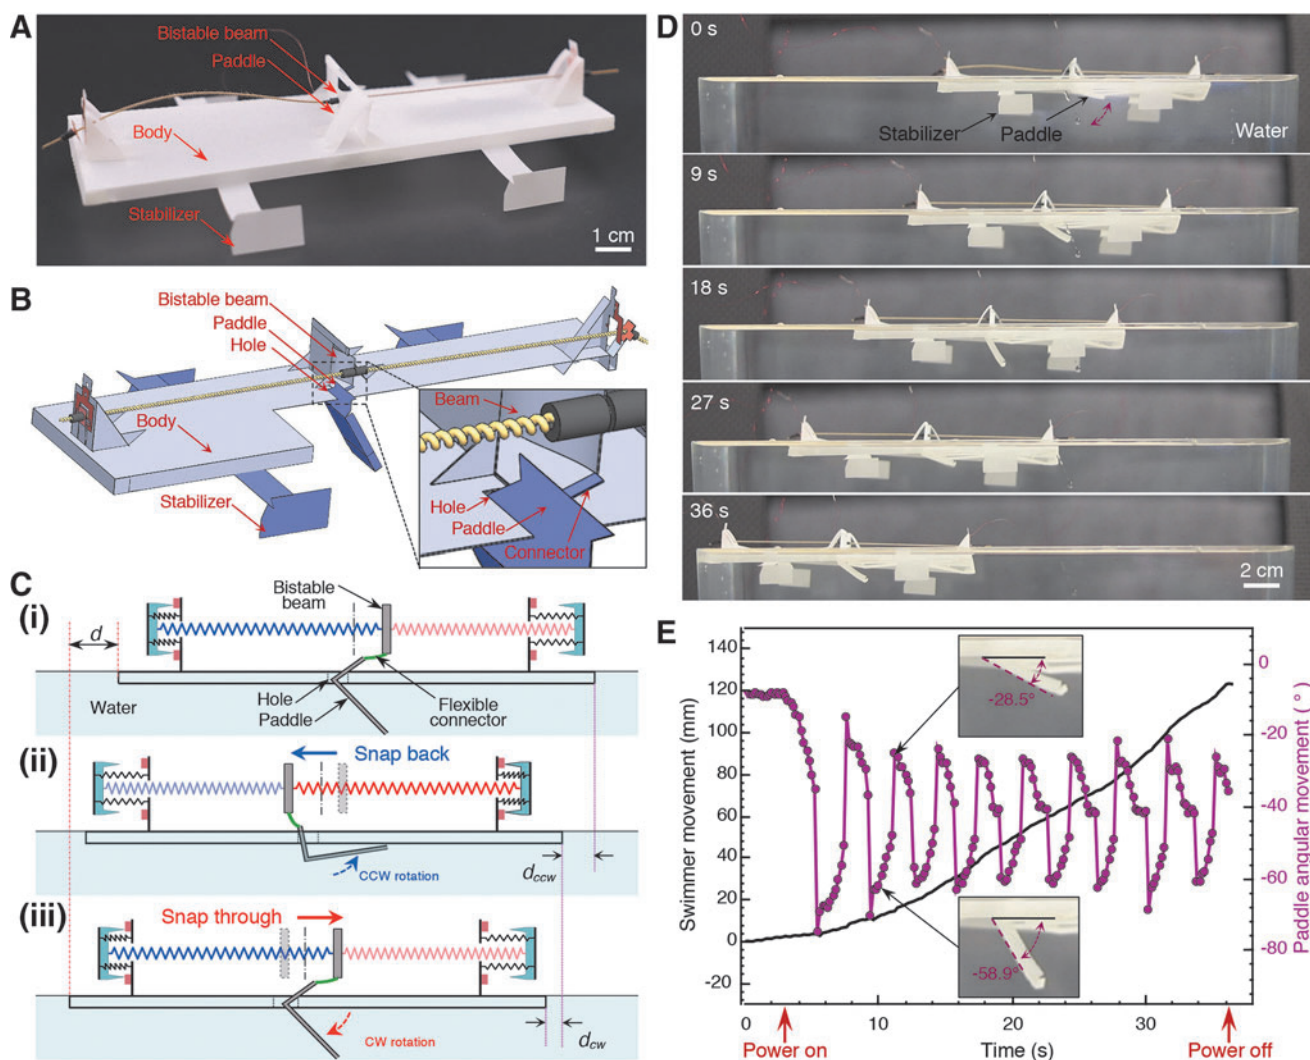 A
Bistable beam
Paddle
Body
Stabilizer
1 cm
B
Bistable beam
Paddle
Hole
Body
Stabilizer
Beam
Hole
Paddle
Connector
C
(i)
Bistable
beam
d
Water
Hole
Paddle
Flexible
connector
(ii)
Snap back
CCW rotation
dccw
(iii)
Snap through
CW rotation
dcw
D
0 s
Stabilizer
Paddle
Water
9 s
18 s
27 s
36 s
2 cm
E
Swimmer movement (mm)
140
120
100
80
60
40
20
0
-20
0
10
20
30
Time (s)
Power on
Power off
-28.5°
-58.9°
0
-20
-40
-60
-80
Paddle angular movement (°)